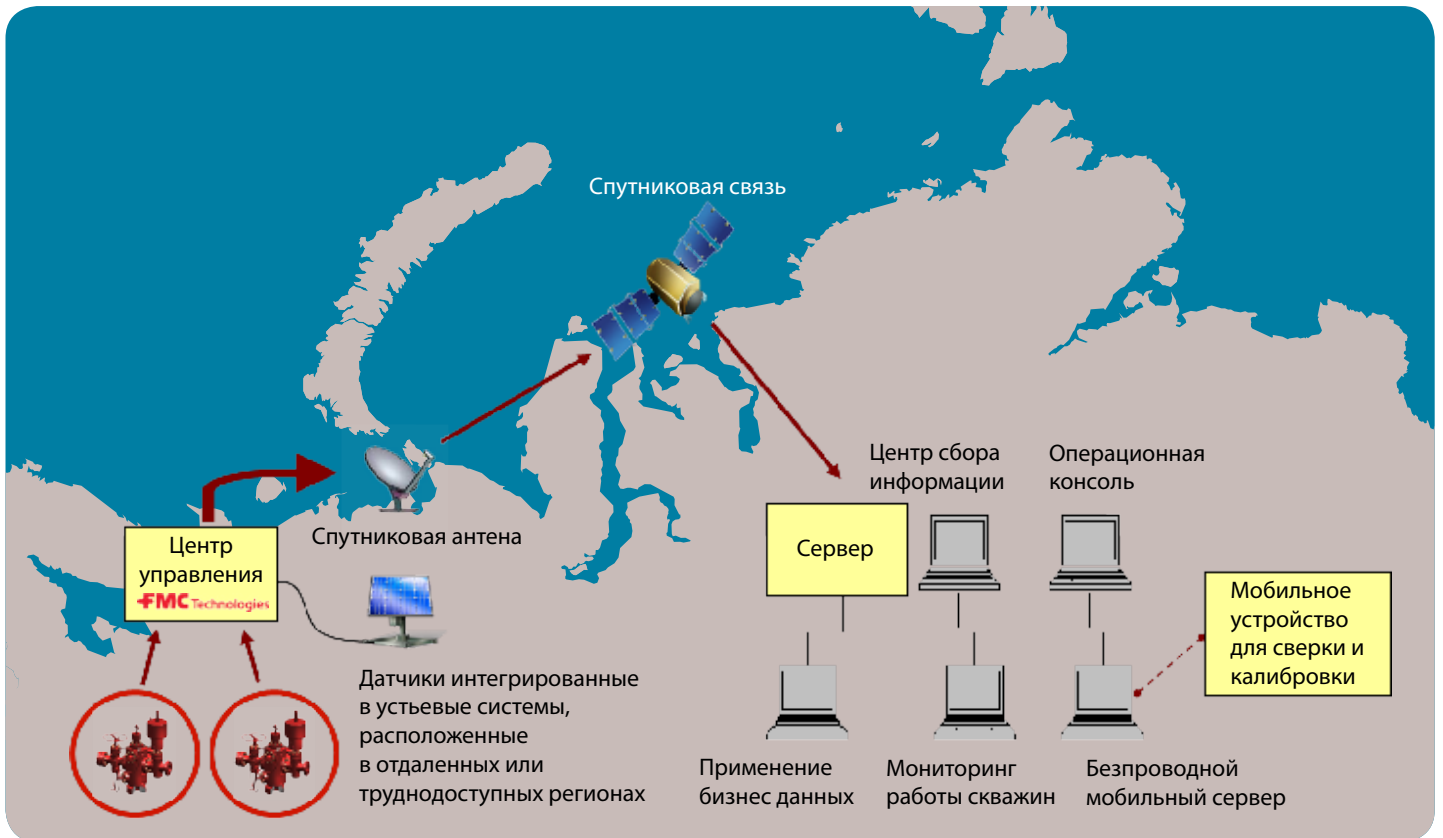 Спутниковая связь
Центр сбора
информации
Операционная
консоль
Спутниковая антена
Центр
управления
FMC Technologies
Сервер
Мобильное
устройство
для сверки и
калибровки
Датчики интегрированные
в устьевые системы,
расположенные
в отдаленных или
труднодоступных регионах
Применение
бизнес данных
Мониторинг
работы скважин
Безпроводной
мобильный сервер